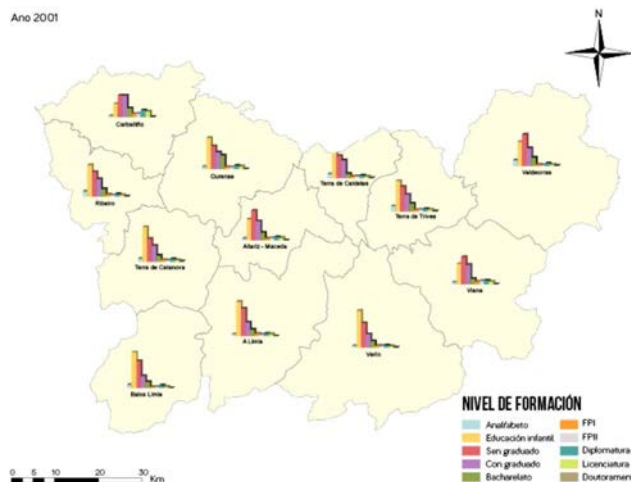 Ano 2001
N
Carballiño
Ourense
Terra de Caldelas
Valdeorras
Ribeiro
Terra de Trives
Allariz - Maceda
Terra de Celanova
Viana
A Limia
Verín
Baixa Limia
NIVEL DE FORMACIÓN
Analfabeto
Educación infantil
Sen graduado
Con graduado
Bacharelato
FPI
FPII
Diplomatura
Licenciatura
Doutoramen
0 5 10 20 30
Km